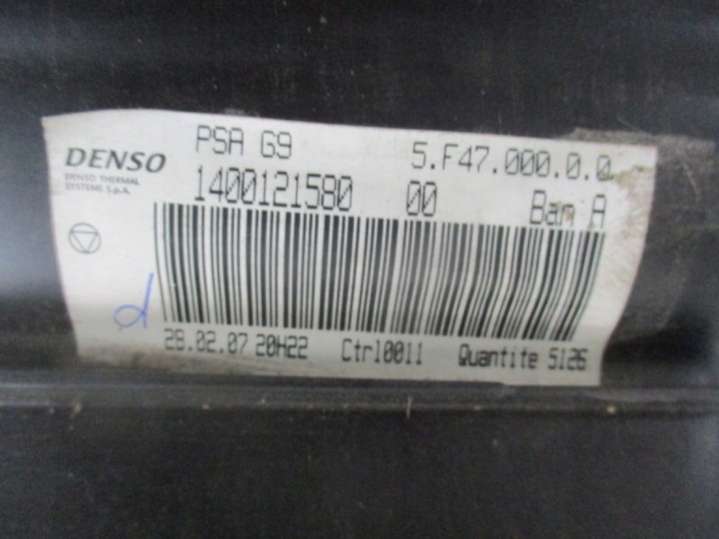 DENSO
DENSO THERMAL
SYSTEMS S.p.A.
PSA G9 5.F47.000.0.0
1400121580 00 Bam A
28.02.07 20H22 Ctrl0011 Quantite 5126